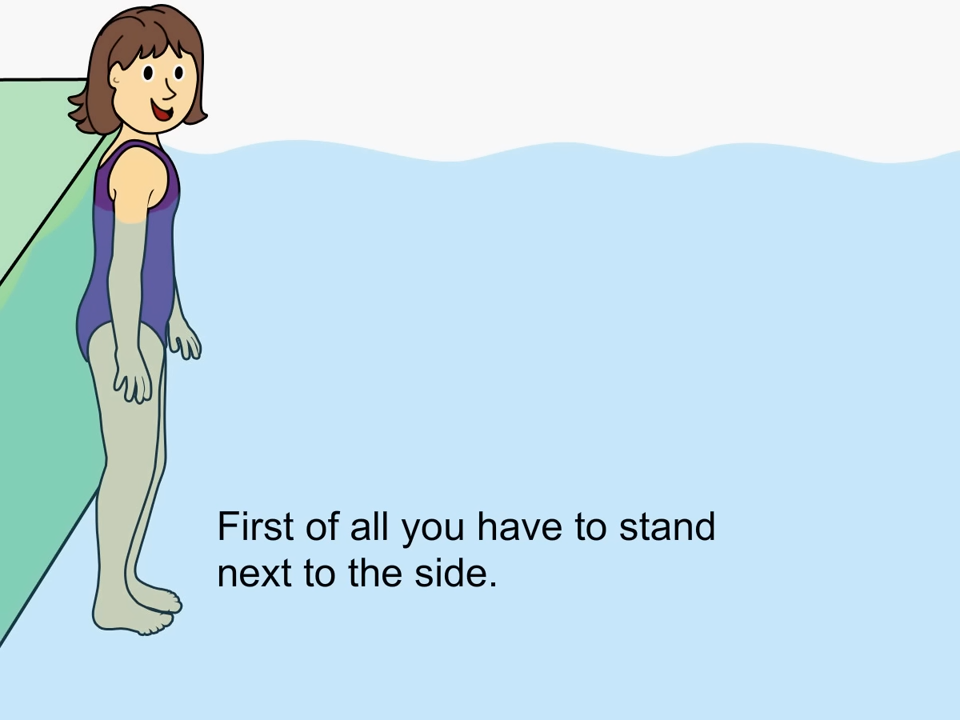 First of all you have to stand
next to the side.